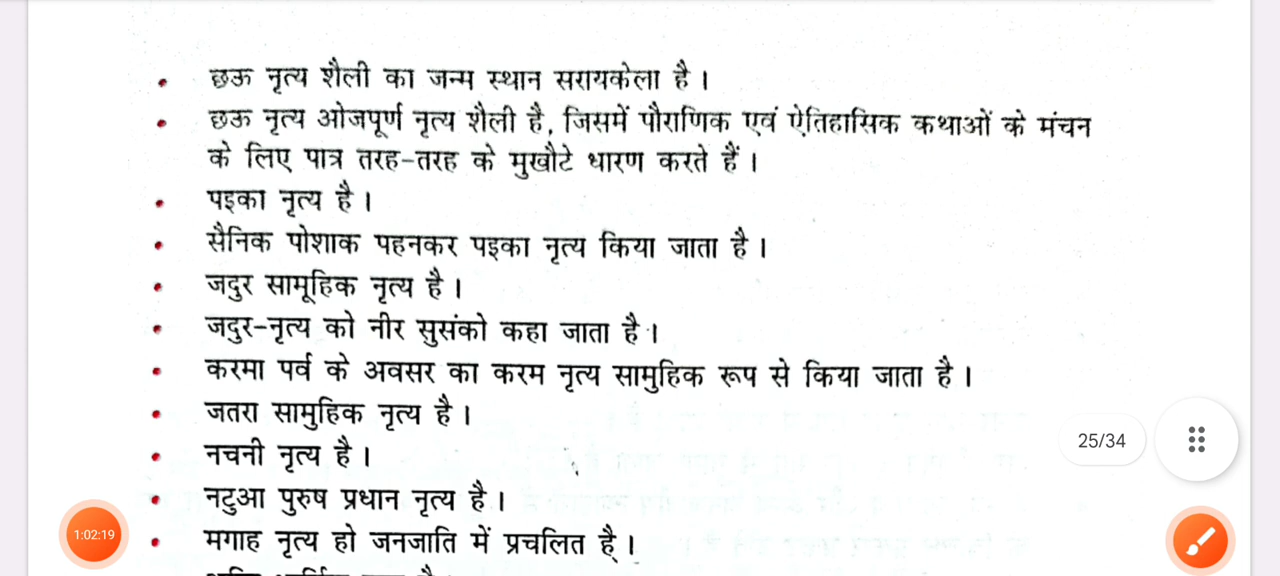 • छऊ नृत्य शैली का जन्म स्थान सरायकेला है।
• छऊ नृत्य ओजपूर्ण नृत्य शैली है, जिसमें पौराणिक एवं ऐतिहासिक कथाओं के मंचन
के लिए पात्र तरह-तरह के मुखौटे धारण करते हैं।
• पइका नृत्य है।
• सैनिक पोशाक पहनकर पइका नृत्य किया जाता है।
• जदुर सामूहिक नृत्य है।
• जदुर-नृत्य को नीर सुसंको कहा जाता है।
• करमा पर्व के अवसर का करम नृत्य सामुहिक रूप से किया जाता है।
• जतरा सामुहिक नृत्य है।
25/34
• नचनी नृत्य है।
• नटुआ पुरुष प्रधान नृत्य है।
1:02:19
• मगाह नृत्य हो जनजाति में प्रचलित है।